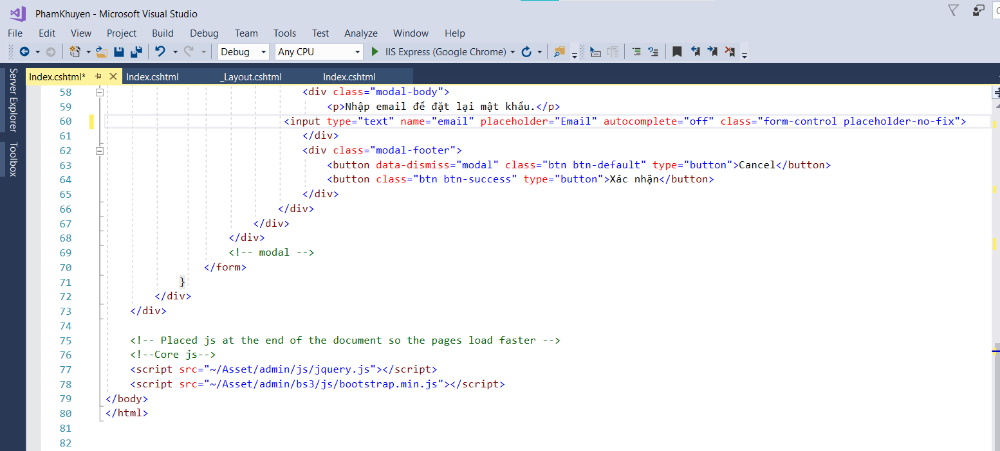 PhamKhuyen - Microsoft Visual Studio
File Edit View Project Build Debug Team Tools Test Analyze Window Help
Debug Any CPU IIS Express (Google Chrome)
Server Explorer
Toolbox
Index.cshtml* Index.cshtml _Layout.cshtml Index.cshtml
58 <div class="modal-body">
59 <p>Nhập email để đặt lại mật khẩu.</p>
60 <input type="text" name="email" placeholder="Email" autocomplete="off" class="form-control placeholder-no-fix">
61 </div>
62 <div class="modal-footer">
63 <button data-dismiss="modal" class="btn btn-default" type="button">Cancel</button>
64 <button class="btn btn-success" type="button">Xác nhận</button>
65 </div>
66 </div>
67 </div>
68 </div>
69 <!-- modal -->
70 </form>
71 }
72 </div>
73 </div>
74
75 <!-- Placed js at the end of the document so the pages load faster -->
76 <!--Core js-->
77 <script src="~/Asset/admin/js/jquery.js"></script>
78 <script src="~/Asset/admin/bs3/js/bootstrap.min.js"></script>
79 </body>
80 </html>
81
82